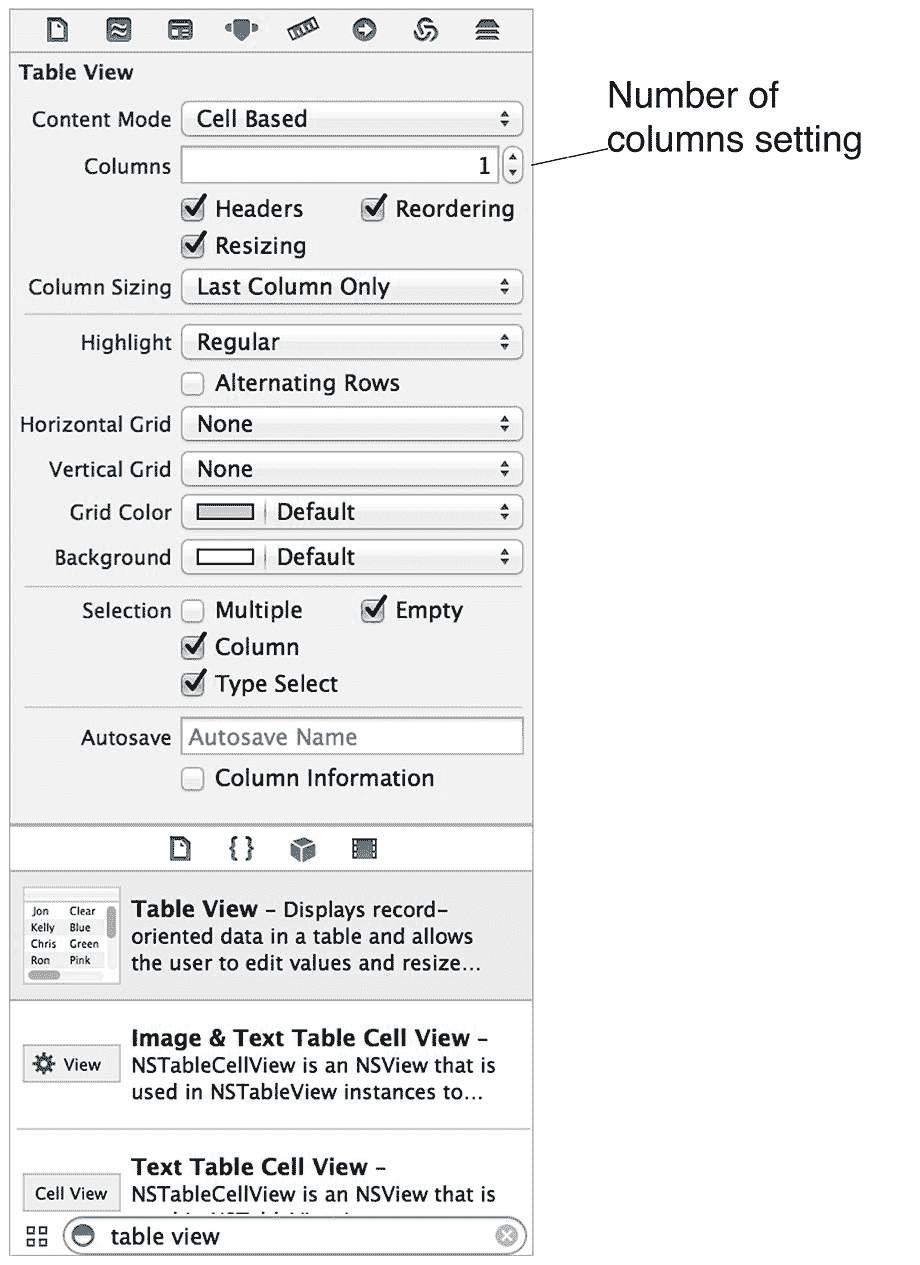 Table View
Number of
columns setting
Content Mode Cell Based
Columns 1
Headers Reordering
Resizing
Column Sizing Last Column Only
Highlight Regular
Alternating Rows
Horizontal Grid None
Vertical Grid None
Grid Color Default
Background Default
Selection Multiple Empty
Column
Type Select
Autosave Autosave Name
Column Information
{ }
Jon Clear
Kelly Blue
Chris Green
Ron Pink
Table View – Displays record-
oriented data in a table and allows
the user to edit values and resize...
Image & Text Table Cell View –
View
NSTableCellView is an NSView that is
used in NSTableView instances to...
Text Table Cell View –
Cell View
NSTableCellView is an NSView that is
table view